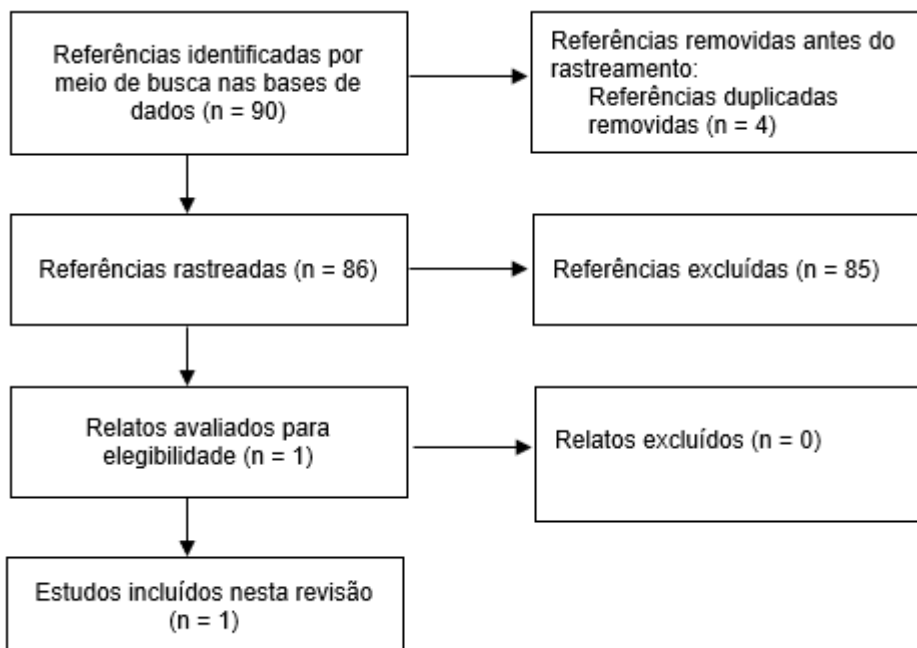 Referências identificadas por
meio de busca nas bases de
dados (n = 90)
Referências removidas antes do
rastreamento:
Referências duplicadas
removidas (n = 4)
Referências rastreadas (n = 86)
Referências excluídas (n = 85)
Relatos avaliados para
elegibilidade (n = 1)
Relatos excluídos (n = 0)
Estudos incluídos nesta revisão
(n = 1)